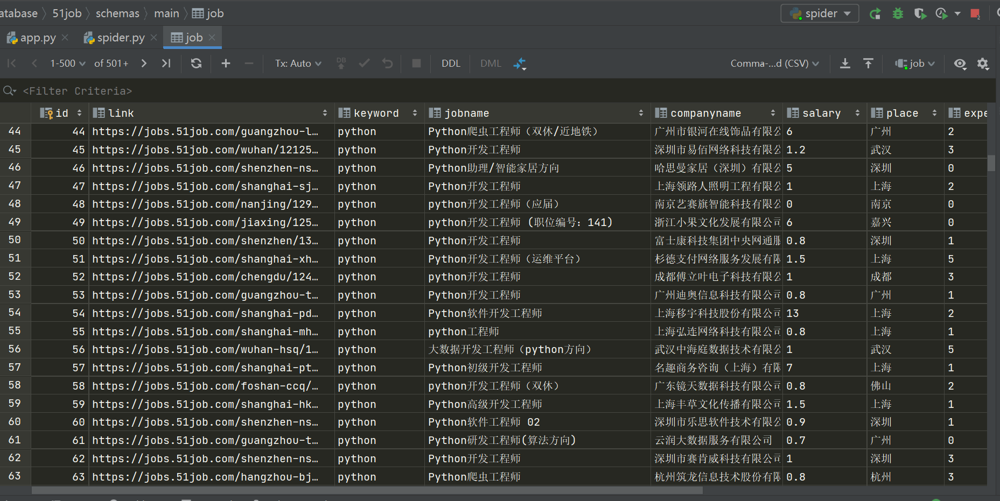 atabase 51job schemas main job spider
app.py spider.py job
1-500 of 501+ Tx: Auto DB DDL DML Comma-...d (CSV) job
<Filter Criteria>
id link keyword jobname companyname salary place expe
44 44 https://jobs.51job.com/guangzhou-l… python Python爬虫工程师（双休/近地铁） 广州市银河在线饰品有限公 6 广州 2
45 45 https://jobs.51job.com/wuhan/12125… python Python开发工程师 深圳市易佰网络科技有限公 1.2 武汉 3
46 46 https://jobs.51job.com/shenzhen-ns… python Python助理/智能家居方向 哈思曼家居（深圳）有限公 5 深圳 0
47 47 https://jobs.51job.com/shanghai-sj… python Python开发工程师 上海领路人照明工程有限公 1 上海 2
48 48 https://jobs.51job.com/nanjing/129… python python开发工程师（应届） 南京艺赛旗智能科技有限公 0 南京 0
49 49 https://jobs.51job.com/jiaxing/125… python python开发工程师 (职位编号：141) 浙江小果文化发展有限公司 6 嘉兴 0
50 50 https://jobs.51job.com/shenzhen/13… python Python开发工程师 富士康科技集团中央网通服 0.8 深圳 1
51 51 https://jobs.51job.com/shanghai-xh… python Python开发工程师（运维平台） 杉德支付网络服务发展有限 1.5 上海 5
52 52 https://jobs.51job.com/chengdu/124… python python开发工程师 成都傅立叶电子科技有限公 1 成都 3
53 53 https://jobs.51job.com/guangzhou-t… python Python开发工程师 广州迪奥信息科技有限公司 0.8 广州 1
54 54 https://jobs.51job.com/shanghai-pd… python Python软件开发工程师 上海移宇科技股份有限公司 13 上海 2
55 55 https://jobs.51job.com/shanghai-mh… python python工程师 上海弘连网络科技有限公司 0.8 上海 1
56 56 https://jobs.51job.com/wuhan-hsq/1… python 大数据开发工程师（python方向） 武汉中海庭数据技术有限公 1 武汉 5
57 57 https://jobs.51job.com/shanghai-pt… python Python初级开发工程师 名趣商务咨询（上海）有限 7 上海 1
58 58 https://jobs.51job.com/foshan-ccq/… python python开发工程师（双休） 广东镜天数据科技有限公司 0.8 佛山 2
59 59 https://jobs.51job.com/shanghai-hk… python Python高级开发工程师 上海丰草文化传播有限公司 1.5 上海 1
60 60 https://jobs.51job.com/shenzhen-ns… python Python软件工程师 02 深圳市乐思软件技术有限公 0.9 深圳 1
61 61 https://jobs.51job.com/guangzhou-t… python Python研发工程师(算法方向) 云润大数据服务有限公司 0.7 广州 0
62 62 https://jobs.51job.com/shenzhen-ns… python Python开发工程师 深圳市赛肯威科技有限公司 1 深圳 3
63 63 https://jobs.51job.com/hangzhou-bj… python Python爬虫工程师 杭州筑龙信息技术股份有限 0.8 杭州 3